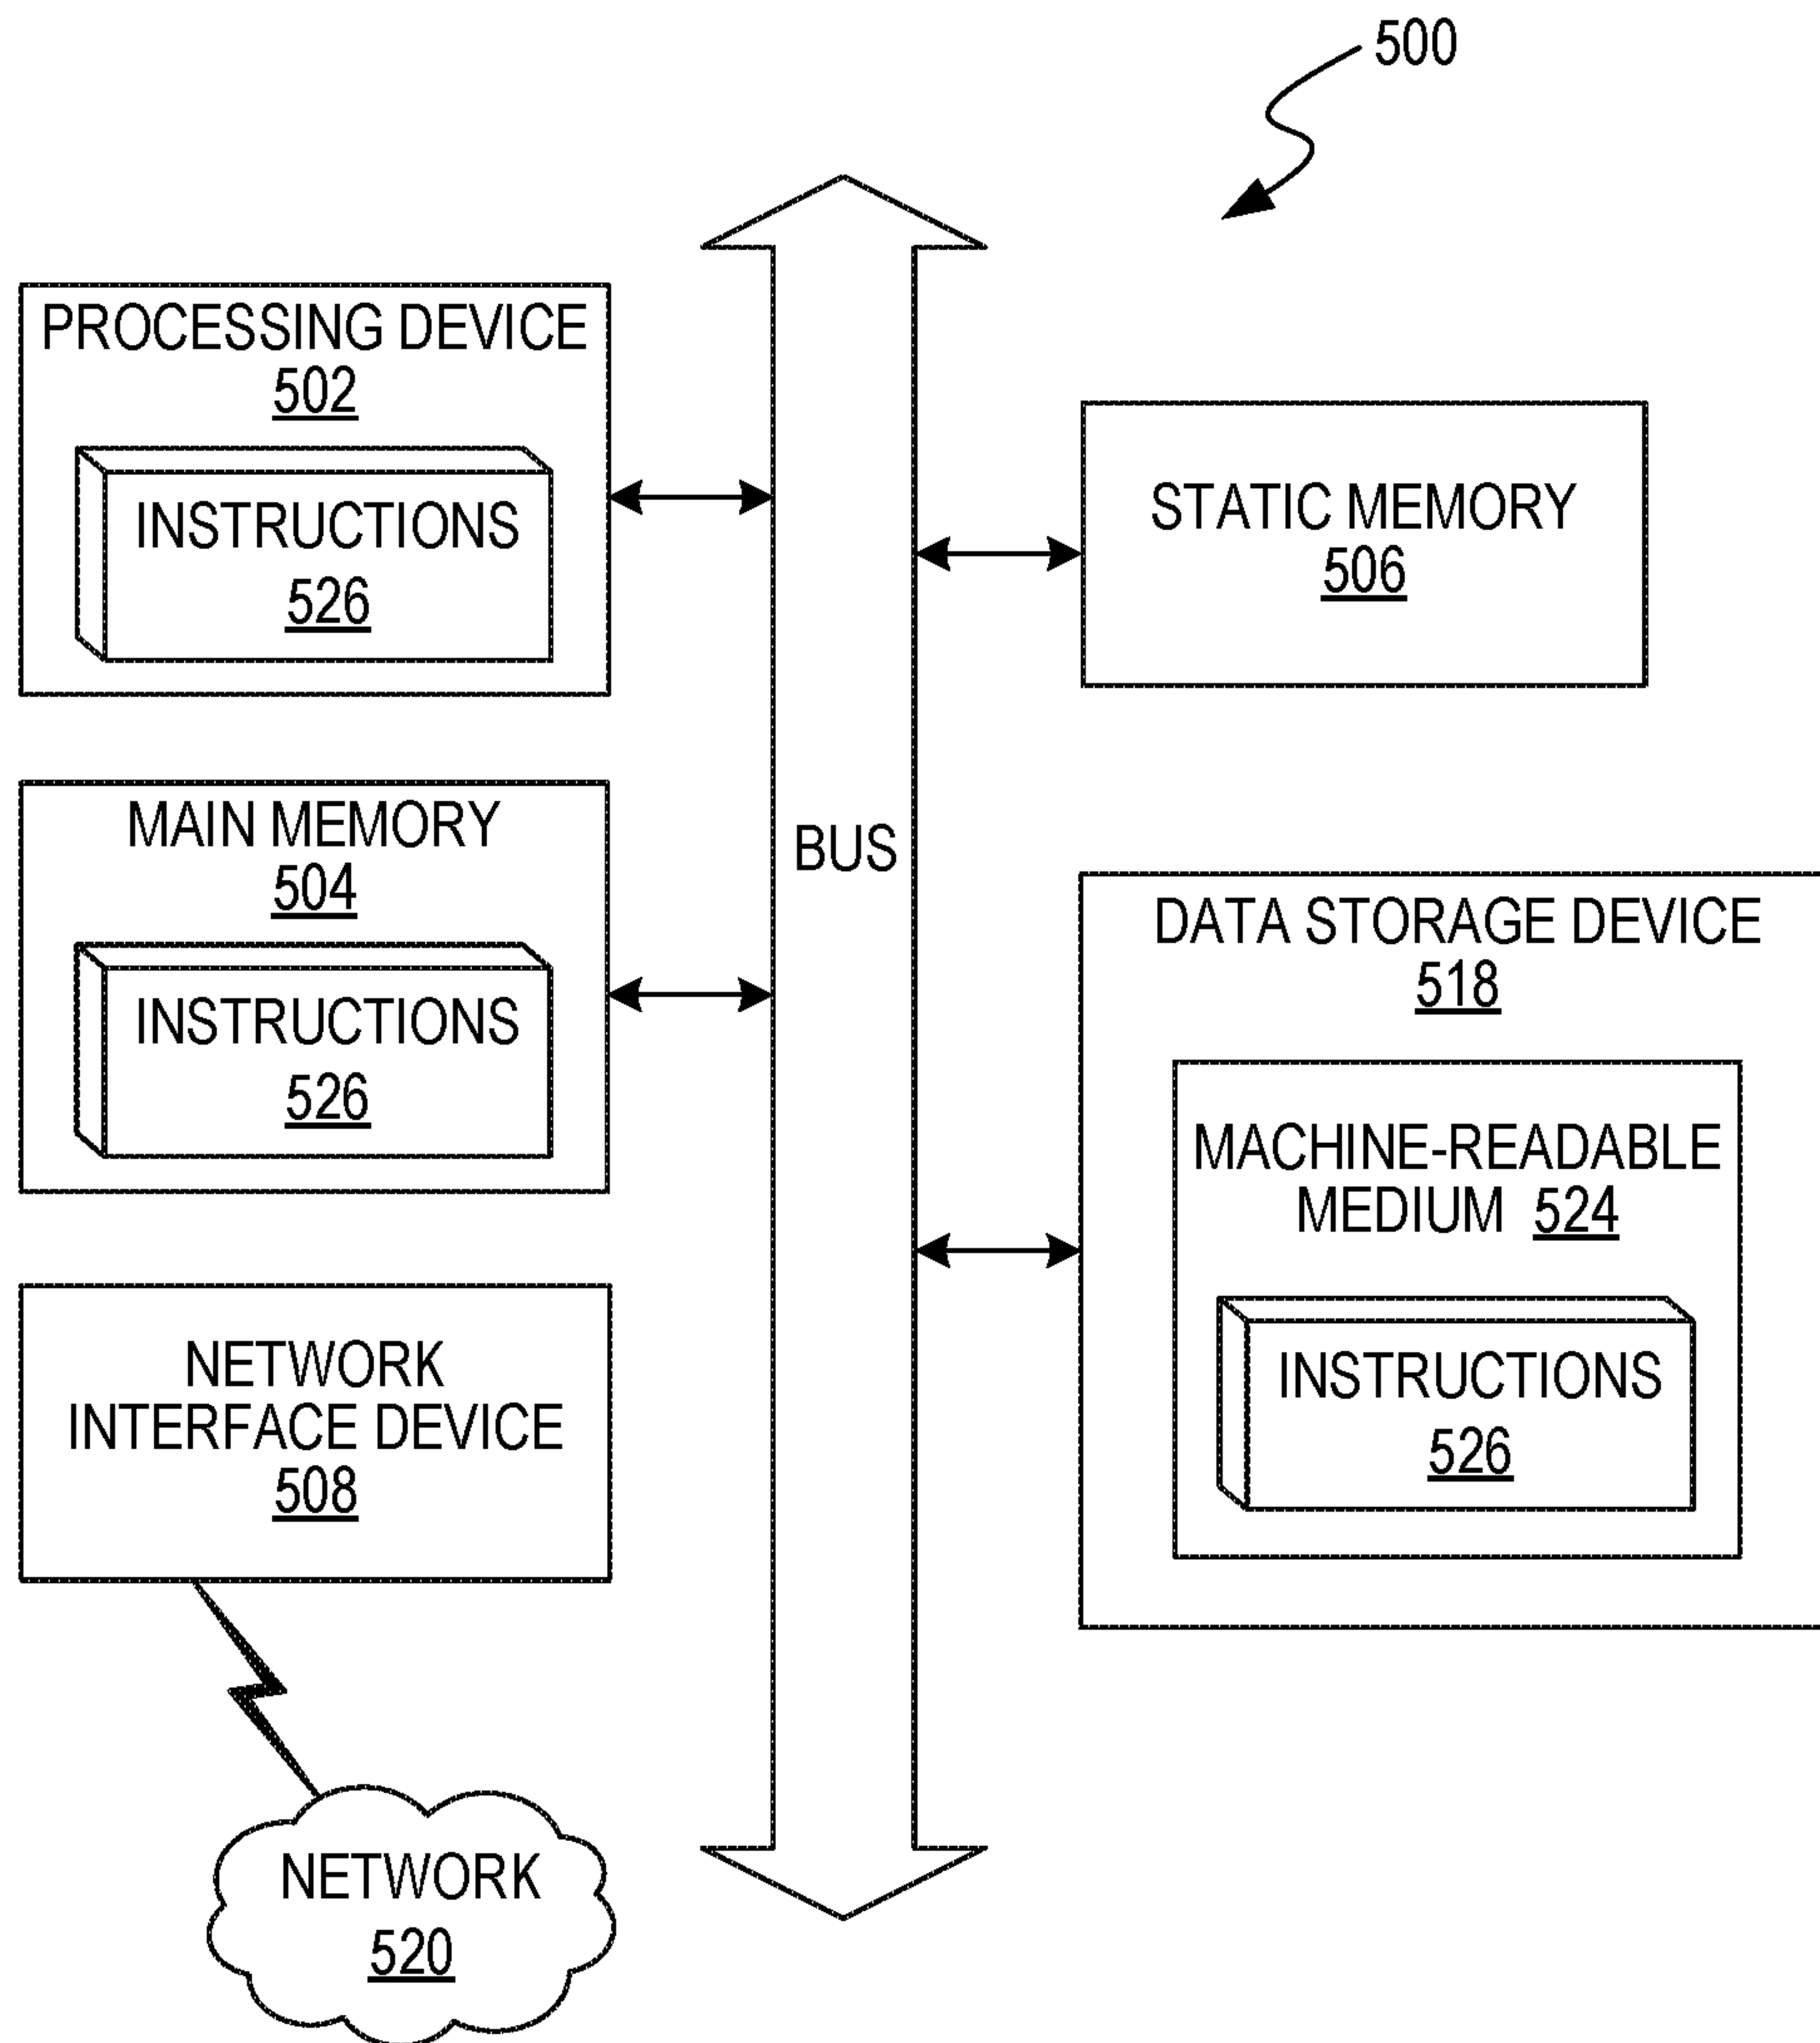 500
PROCESSING DEVICE
502
INSTRUCTIONS
526
STATIC MEMORY
506
MAIN MEMORY
504
INSTRUCTIONS
526
BUS
DATA STORAGE DEVICE
518
MACHINE-READABLE
MEDIUM 524
INSTRUCTIONS
526
NETWORK
INTERFACE DEVICE
508
NETWORK
520